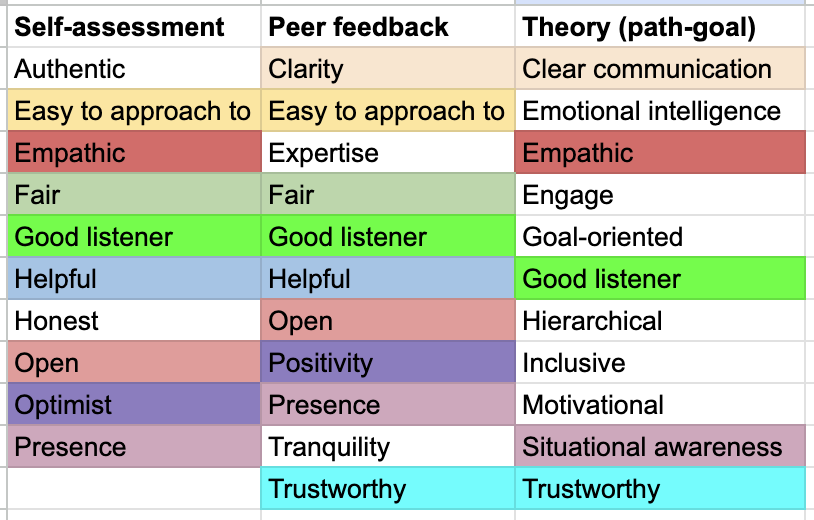 Self-assessment Peer feedback Theory (path-goal)
Authentic Clarity Clear communication
Easy to approach to Easy to approach to Emotional intelligence
Empathic Expertise Empathic
Fair Fair Engage
Good listener Good listener Goal-oriented
Helpful Helpful Good listener
Honest Open Hierarchical
Open Positivity Inclusive
Optimist Presence Motivational
Presence Tranquility Situational awareness
Trustworthy Trustworthy